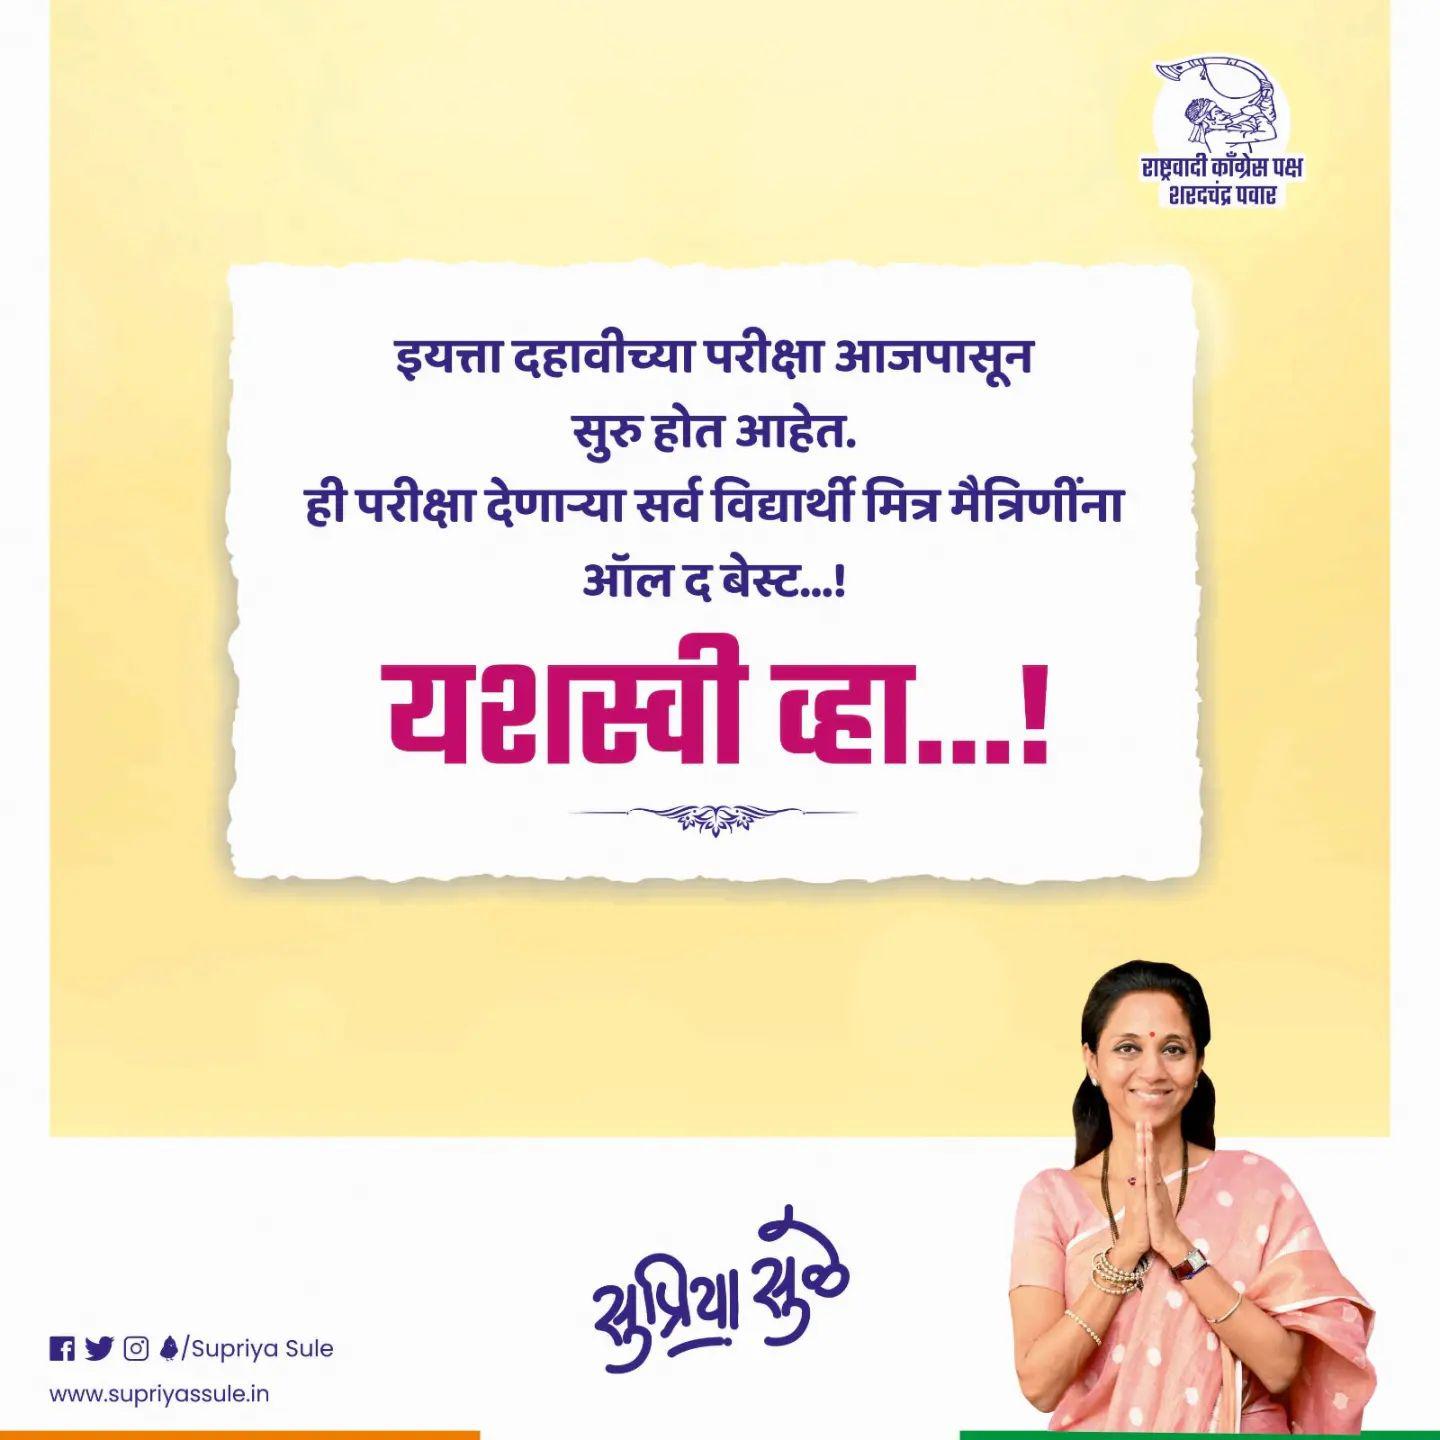 राष्ट्रवादी काँग्रेस पक्ष
शरदचंद्र पवार
इयत्ता दहावीच्या परीक्षा आजपासून
सुरु होत आहेत.
ही परीक्षा देणाऱ्या सर्व विद्यार्थी मित्र मैत्रिणींना
ऑल द बेस्ट...!
यशस्वी व्हा...!
सुप्रिया सुळे
/Supriya Sule
www.supriyassule.in